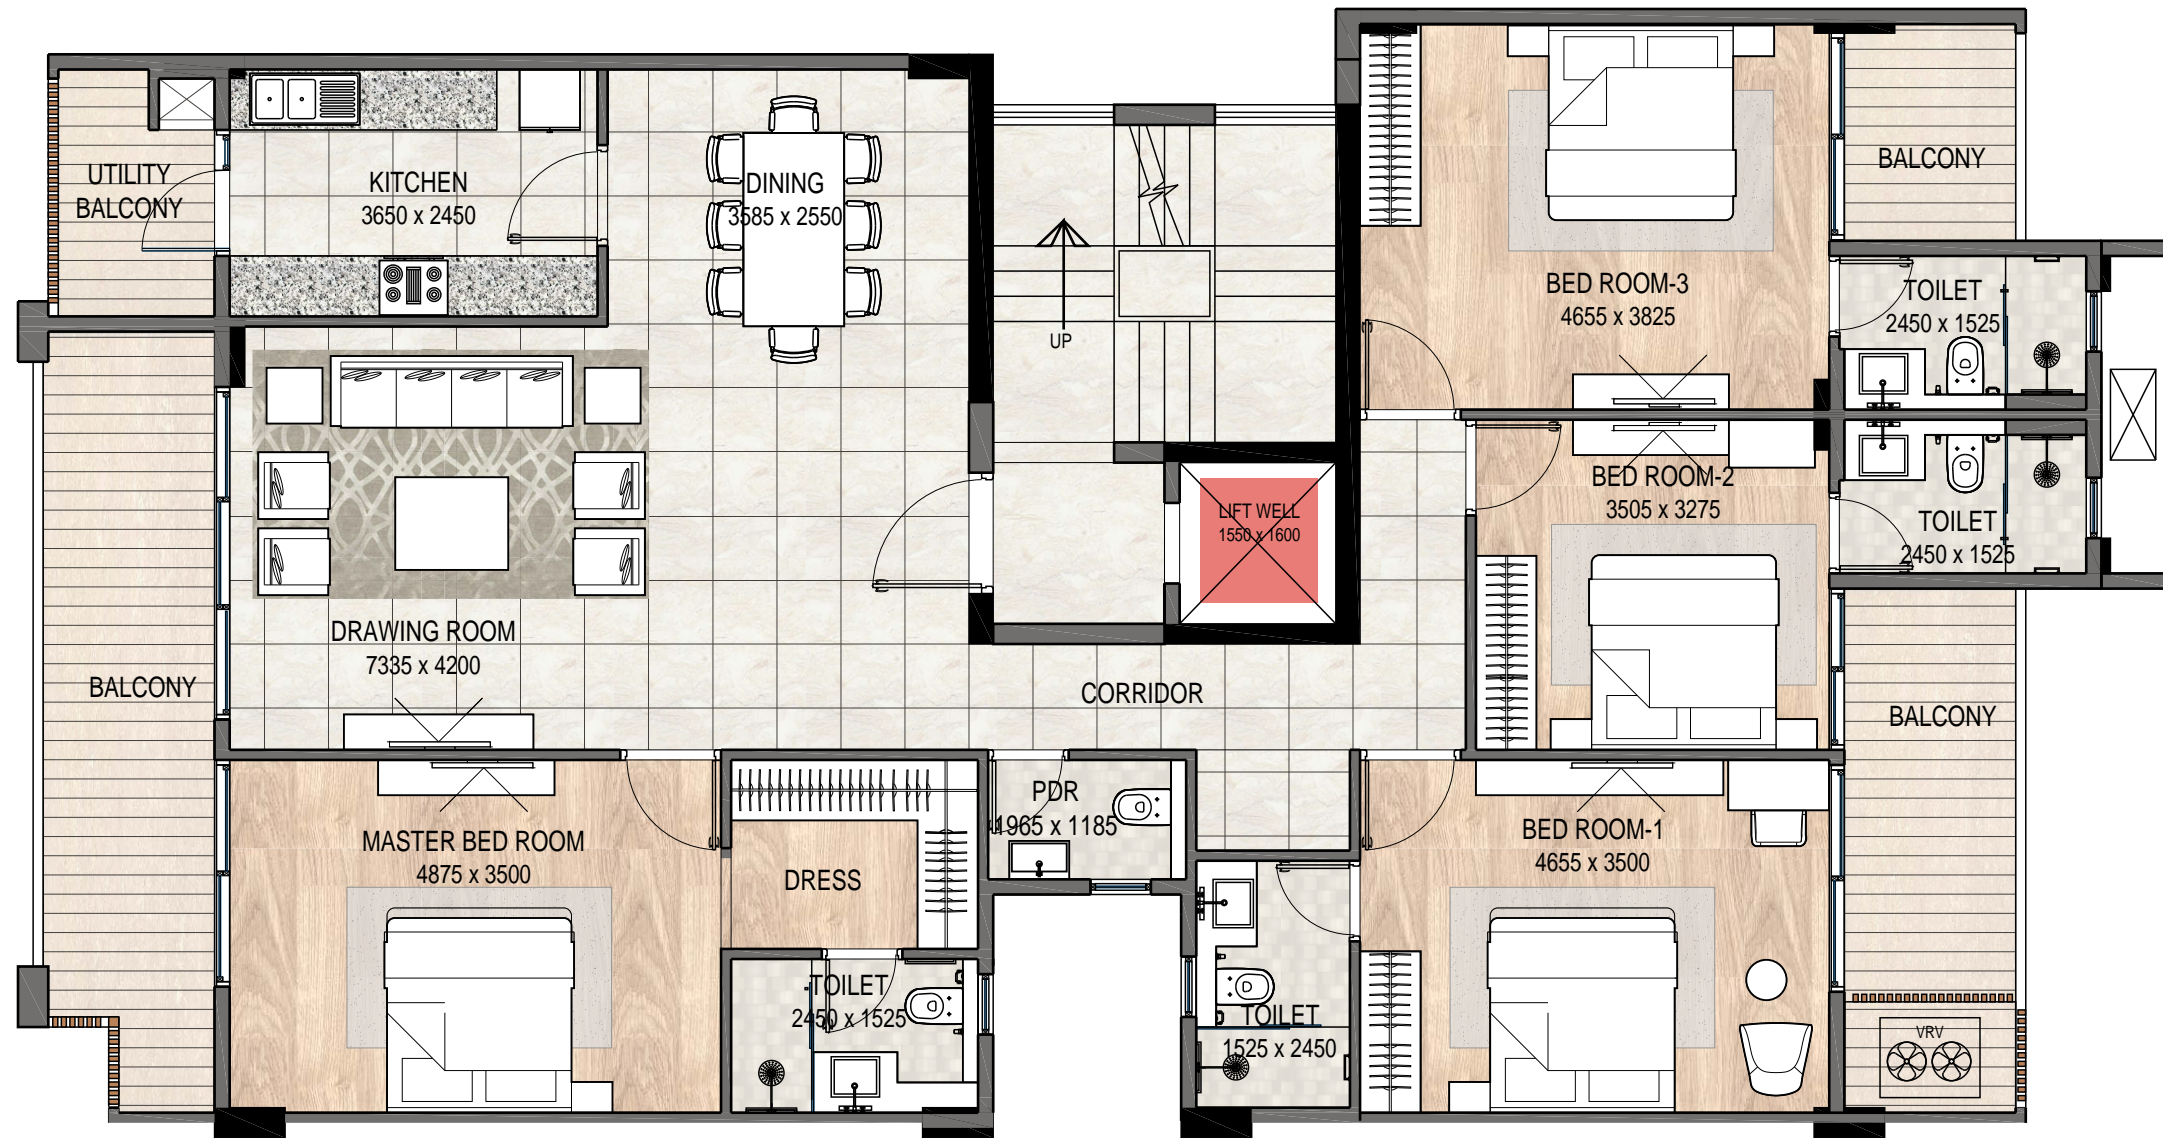 UTILITY
BALCONY
KITCHEN
3650 x 2450
DINING
3585 x 2550
UP
BED ROOM-3
4655 x 3825
BALCONY
TOILET
2450 x 1525
BED ROOM-2
3505 x 3275
TOILET
2450 x 1525
LIFT WELL
1550 x 1600
DRAWING ROOM
7335 x 4200
BALCONY
CORRIDOR
BALCONY
MASTER BED ROOM
4875 x 3500
DRESS
PDR
1965 x 1185
BED ROOM-1
4655 x 3500
TOILET
2450 x 1525
TOILET
1525 x 2450
VRV